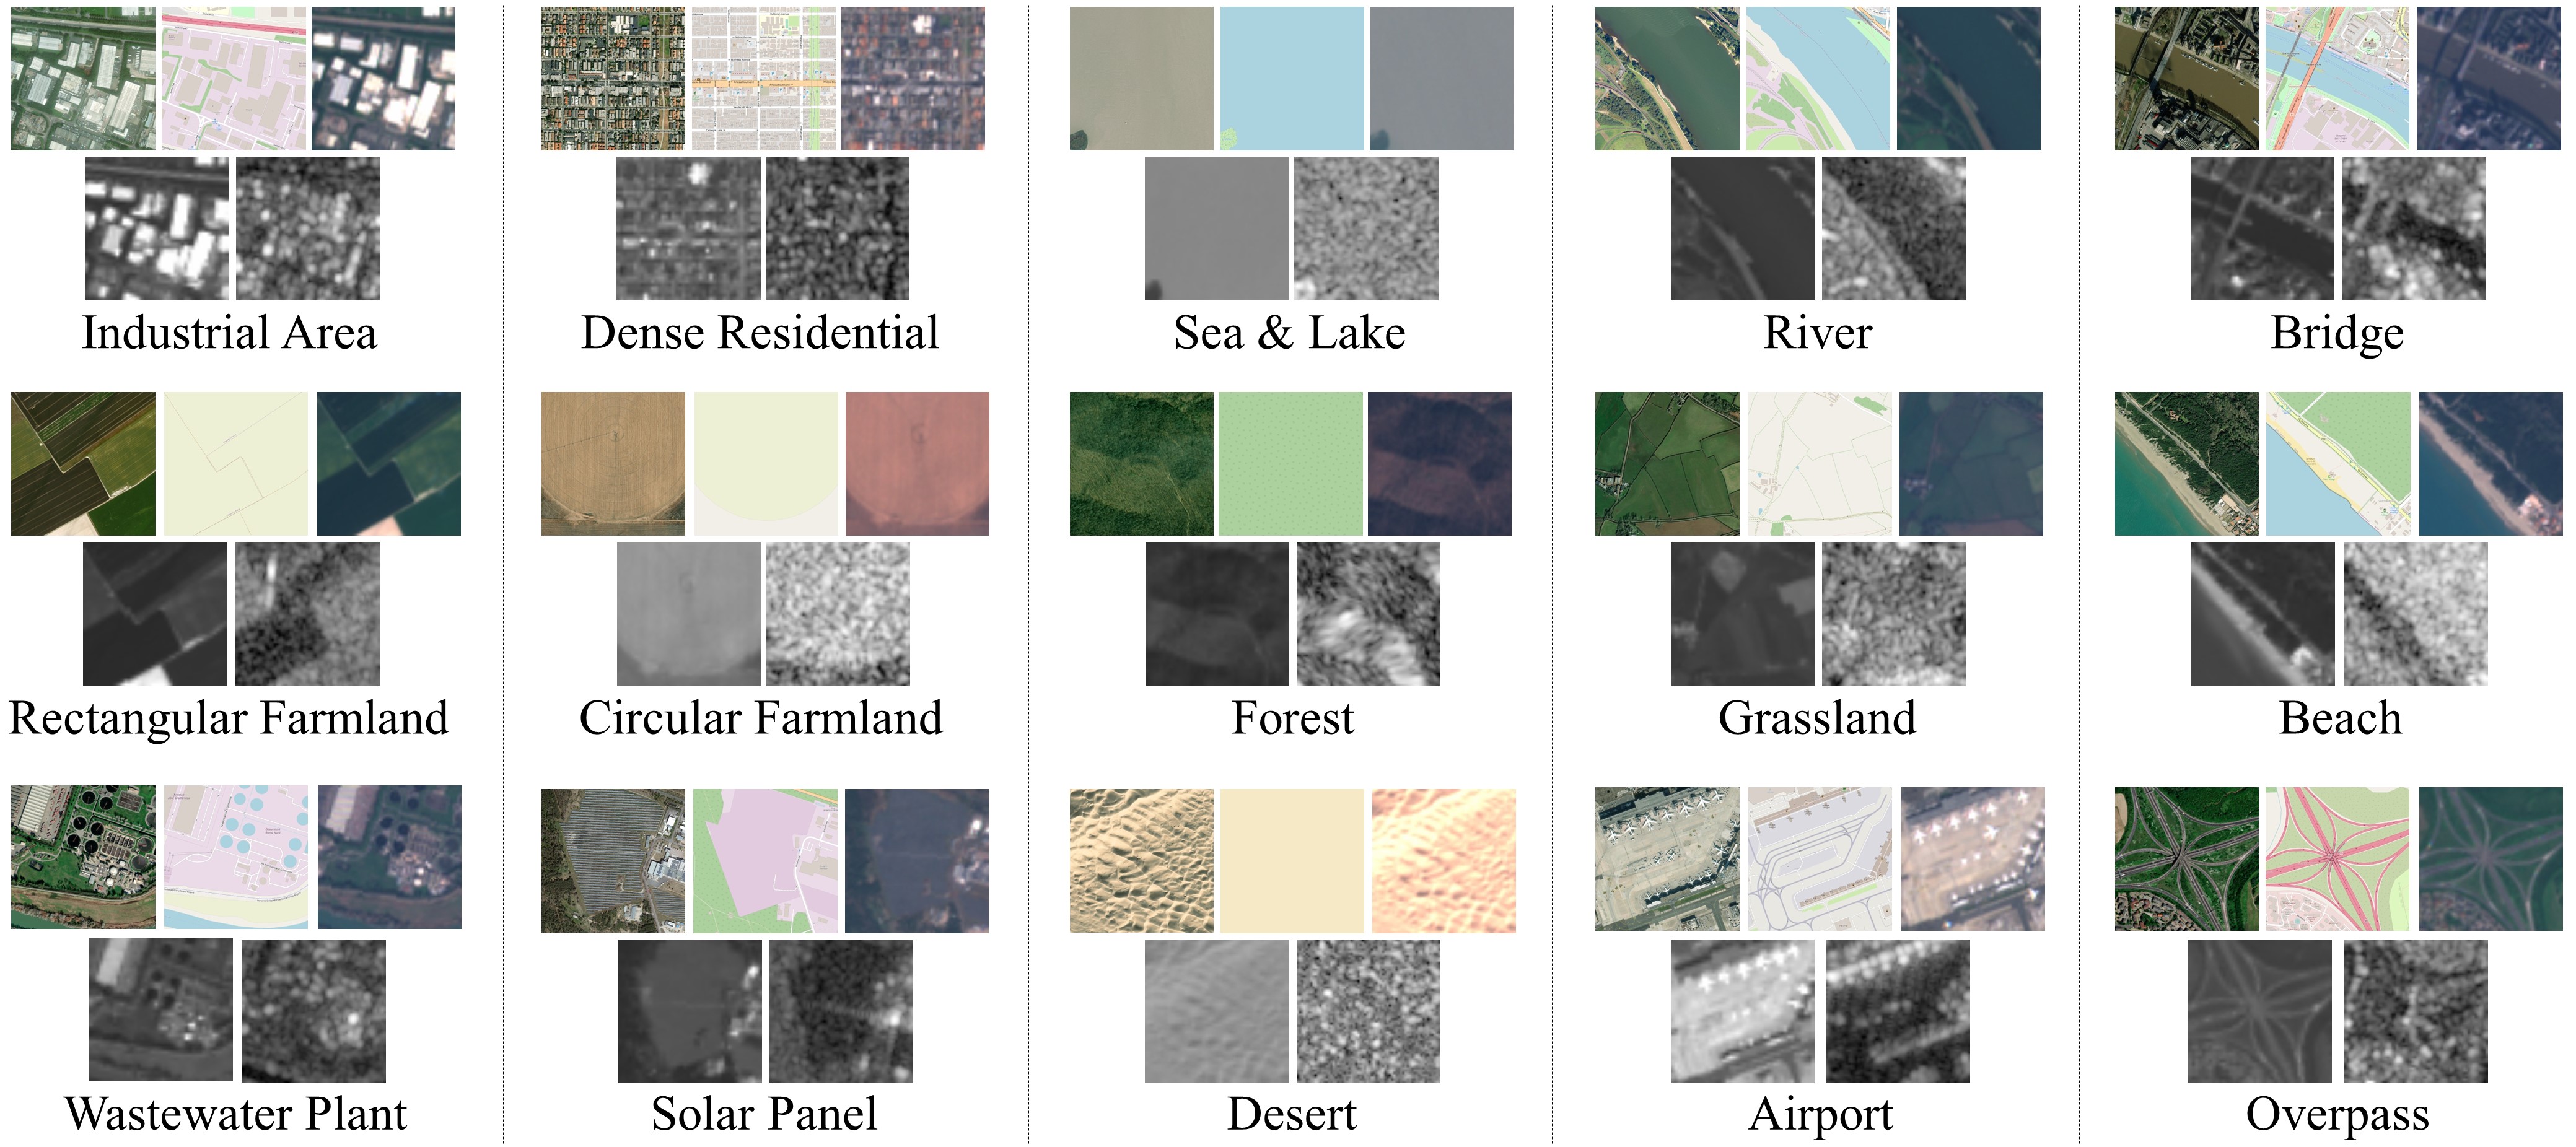 Industrial Area
Dense Residential
Sea & Lake
River
Bridge
Rectangular Farmland
Circular Farmland
Forest
Grassland
Beach
Wastewater Plant
Solar Panel
Desert
Airport
Overpass